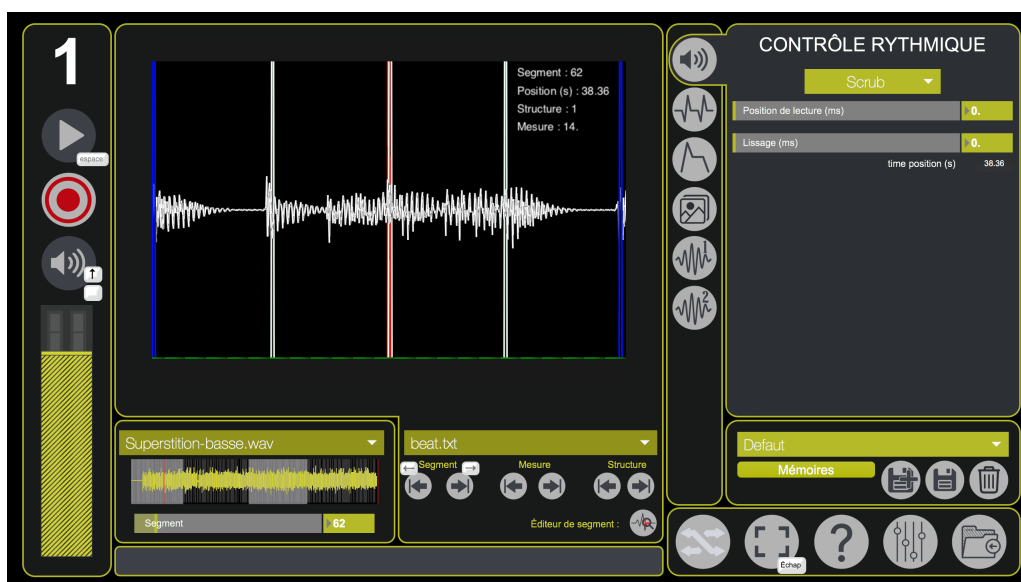 1
espace
Segment : 62
Position (s) : 38.36
Structure : 1
Mesure : 14.
1
2
CONTRÔLE RYTHMIQUE
Scrub
Position de lecture (ms)
0.
Lissage (ms)
0.
time position (s)
38.36
Superstition-basse.wav
Segment
62
beat.txt
Segment
Mesure
Structure
Éditeur de segment :
Defaut
Mémoires
?
Échap